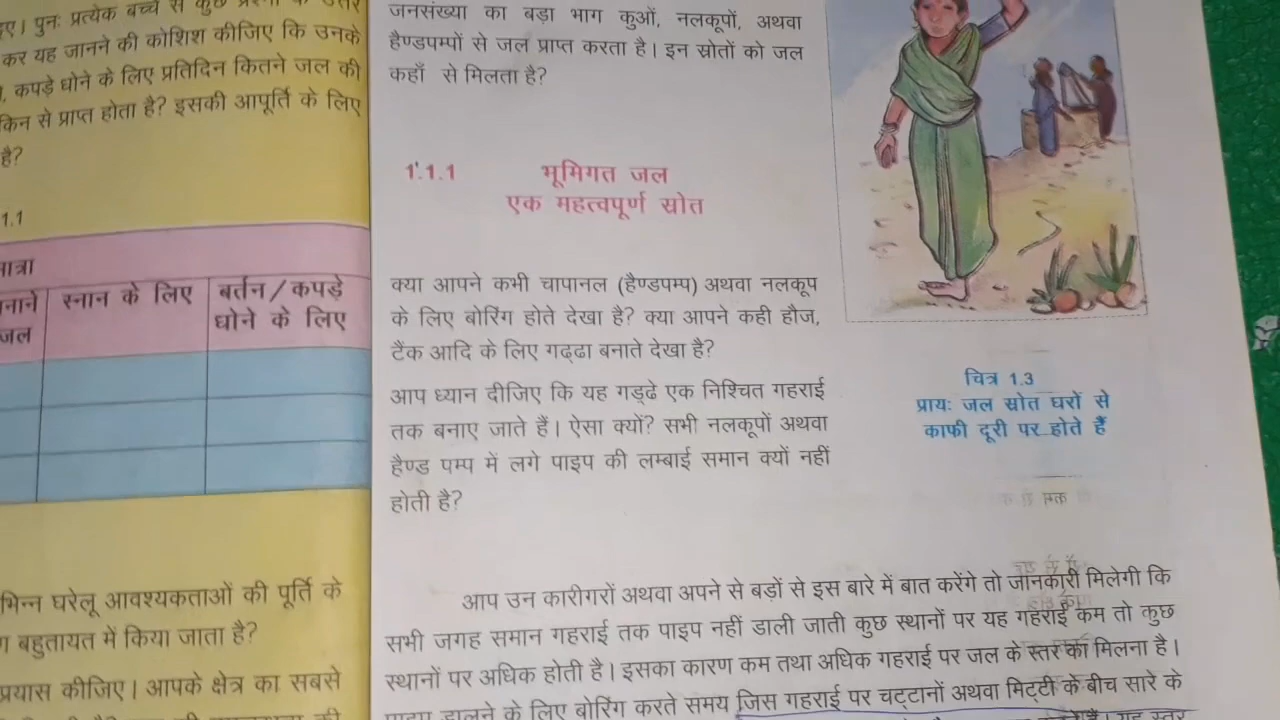 कर यह जानने की कोशिश कीजिए कि उनके
कपड़े धोने के लिए प्रतिदिन कितने जल की
किन से प्राप्त होता है? इसकी आपूर्ति के लिए
है?
1.1
मात्रा
स्नान के लिए
बर्तन / कपड़े
धोने के लिए
जल
घरेलू आवश्यकताओं की पूर्ति के
बहुतायत में किया जाता है?
प्रयास कीजिए। आपके क्षेत्र का सबसे
जनसंख्या का बड़ा भाग कुओं, नलकूपों, अथवा
हैण्डपम्पों से जल प्राप्त करता है। इन स्रोतों को जल
कहाँ से मिलता है?
1.1.1 भूमिगत जल
एक महत्वपूर्ण स्रोत
क्या आपने कभी चापानल (हैण्डपम्प) अथवा नलकूप
के लिए बोरिंग होते देखा है? क्या आपने कही हौज,
टैंक आदि के लिए गढ्ढा बनाते देखा है?
आप ध्यान दीजिए कि यह गड्ढे एक निश्चित गहराई
तक बनाए जाते हैं। ऐसा क्यों? सभी नलकूपों अथवा
हैण्ड पम्प में लगे पाइप की लम्बाई समान क्यों नहीं
होती है?
चित्र 1.3
प्रायः जल स्रोत घरों से
काफी दूरी पर होते हैं
आप उन कारीगरों अथवा अपने से बड़ों से इस बारे में बात करेंगे तो जानकारी मिलेगी कि
सभी जगह समान गहराई तक पाइप नहीं डाली जाती कुछ स्थानों पर यह गहराई कम तो कुछ
स्थानों पर अधिक होती है। इसका कारण कम तथा अधिक गहराई पर जल के स्तर का मिलना है।
पाइप डालने के लिए बोरिंग करते समय जिस गहराई पर चट्टानों अथवा मिट्टी के बीच सारे के